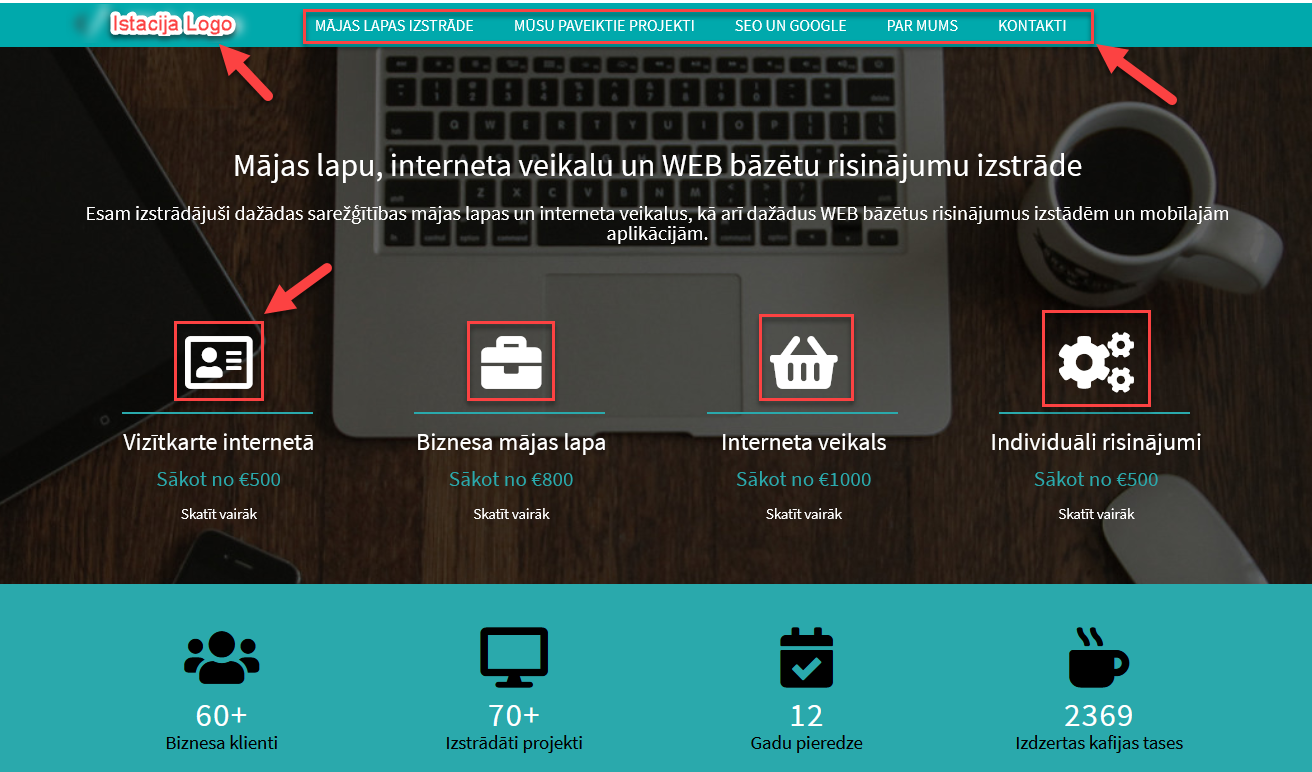 Istacija Logo
MĀJAS LAPAS IZSTRĀDE MŪSU PAVEIKTIE PROJEKTI SEO UN GOOGLE PAR MUMS KONTAKTI
Mājas lapu, interneta veikalu un WEB bāzētu risinājumu izstrāde
Esam izstrādājuši dažādas sarežģītības mājas lapas un interneta veikalus, kā arī dažādus WEB bāzētus risinājumus izstādēm un mobīlajām
aplikācijām.
Vizītkarte internetā
Sākot no €500
Skatīt vairāk
Biznesa mājas lapa
Sākot no €800
Skatīt vairāk
Interneta veikals
Sākot no €1000
Skatīt vairāk
Individuāli risinājumi
Sākot no €500
Skatīt vairāk
60+
Biznesa klienti
70+
Izstrādāti projekti
12
Gadu pieredze
2369
Izdzertas kafijas tases